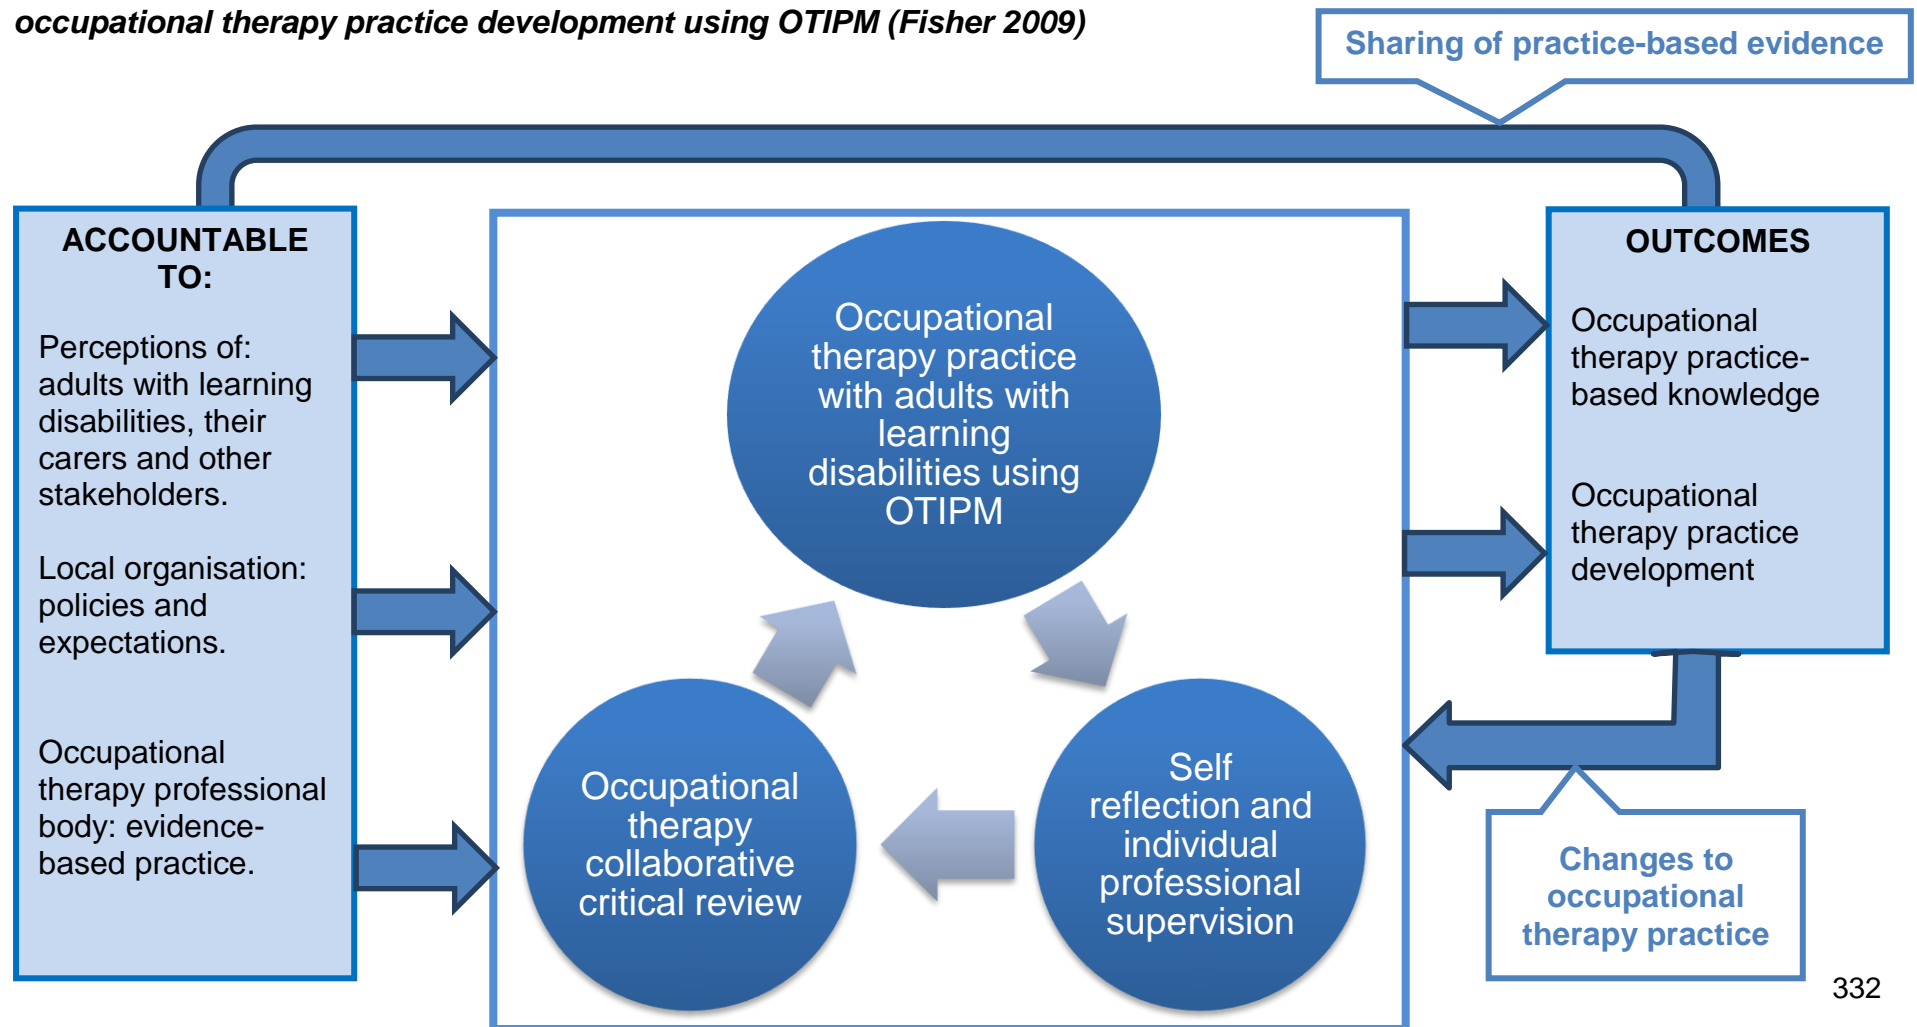 occupational therapy practice development using OTIPM (Fisher 2009)
Sharing of practice-based evidence
ACCOUNTABLE
TO:
Perceptions of:
adults with learning
disabilities, their
carers and other
stakeholders.
Local organisation:
policies and
expectations.
Occupational
therapy professional
body: evidence-
based practice.
Occupational
therapy practice
with adults with
learning
disabilities using
OTIPM
Self
reflection and
individual
professional
supervision
Occupational
therapy
collaborative
critical review
OUTCOMES
Occupational
therapy practice-
based knowledge
Occupational
therapy practice
development
Changes to
occupational
therapy practice
332